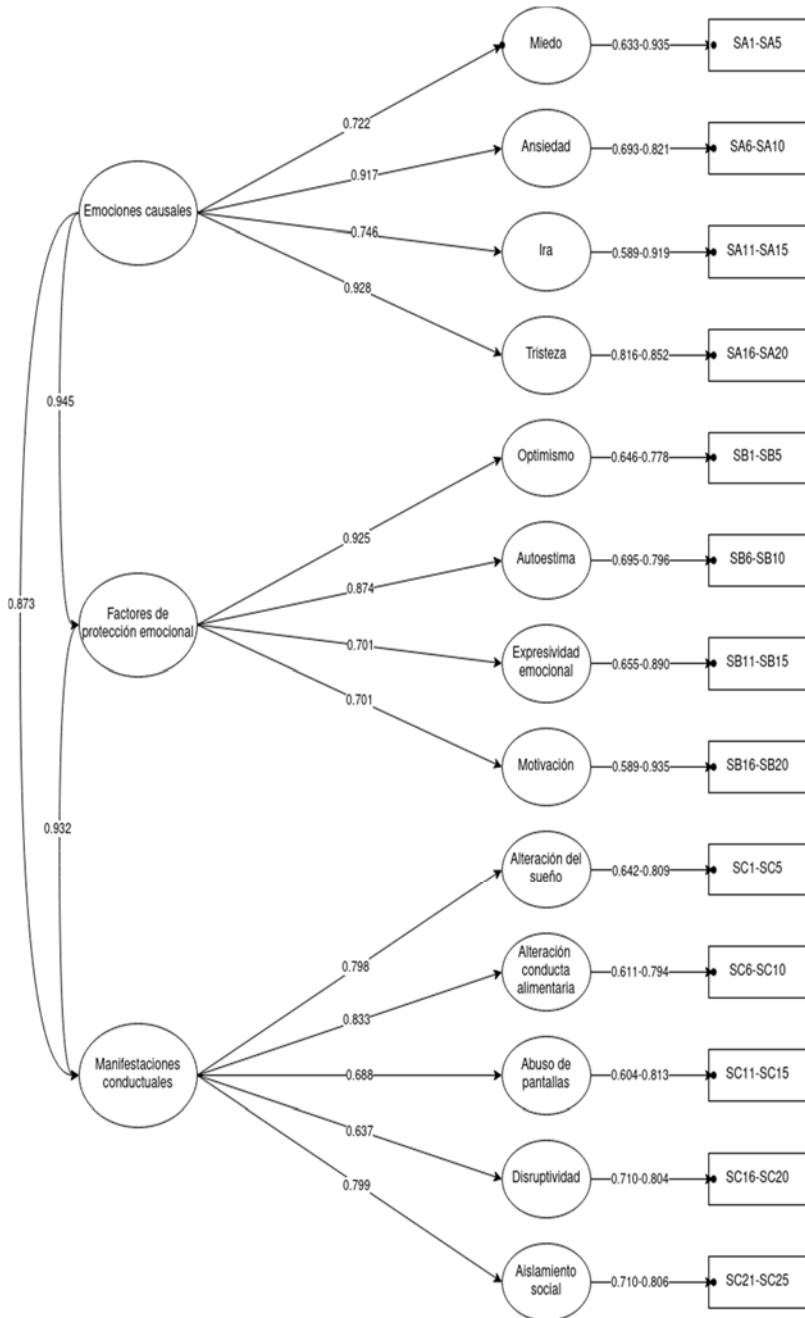 Miedo
0.633-0.935
SA1-SA5
0.722
Ansiedad
0.693-0.821
SA6-SA10
0.917
Emociones causales
0.746
Ira
0.589-0.919
SA11-SA15
0.928
Tristeza
0.816-0.852
SA16-SA20
0.945
Optimismo
0.646-0.778
SB1-SB5
0.925
Autoestima
0.695-0.796
SB6-SB10
0.874
0.873
Factores de
protección emocional
0.701
Expresividad
emocional
0.655-0.890
SB11-SB15
0.701
Motivación
0.589-0.935
SB16-SB20
0.932
Alteración del
sueño
0.642-0.809
SC1-SC5
0.798
Alteración
conducta
alimentaria
0.611-0.794
SC6-SC10
0.833
Manifestaciones
conductuales
0.688
Abuso de
pantallas
0.604-0.813
SC11-SC15
0.637
Disruptividad
0.710-0.804
SC16-SC20
0.799
Aislamiento
social
0.710-0.806
SC21-SC25